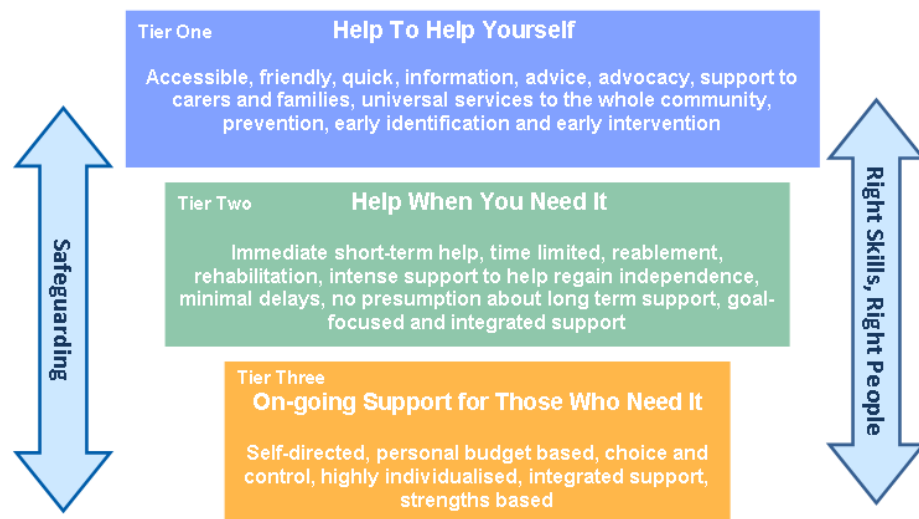 Tier One
Help To Help Yourself
Accessible, friendly, quick, information, advice, advocacy, support to
carers and families, universal services to the whole community,
prevention, early identification and early intervention
Tier Two
Help When You Need It
Immediate short-term help, time limited, reablement,
rehabilitation, intense support to help regain independence,
minimal delays, no presumption about long term support, goal-
focused and integrated support
Tier Three
On-going Support for Those Who Need It
Self-directed, personal budget based, choice and
control, highly individualised, integrated support,
strengths based
Safeguarding
Right Skills, Right People